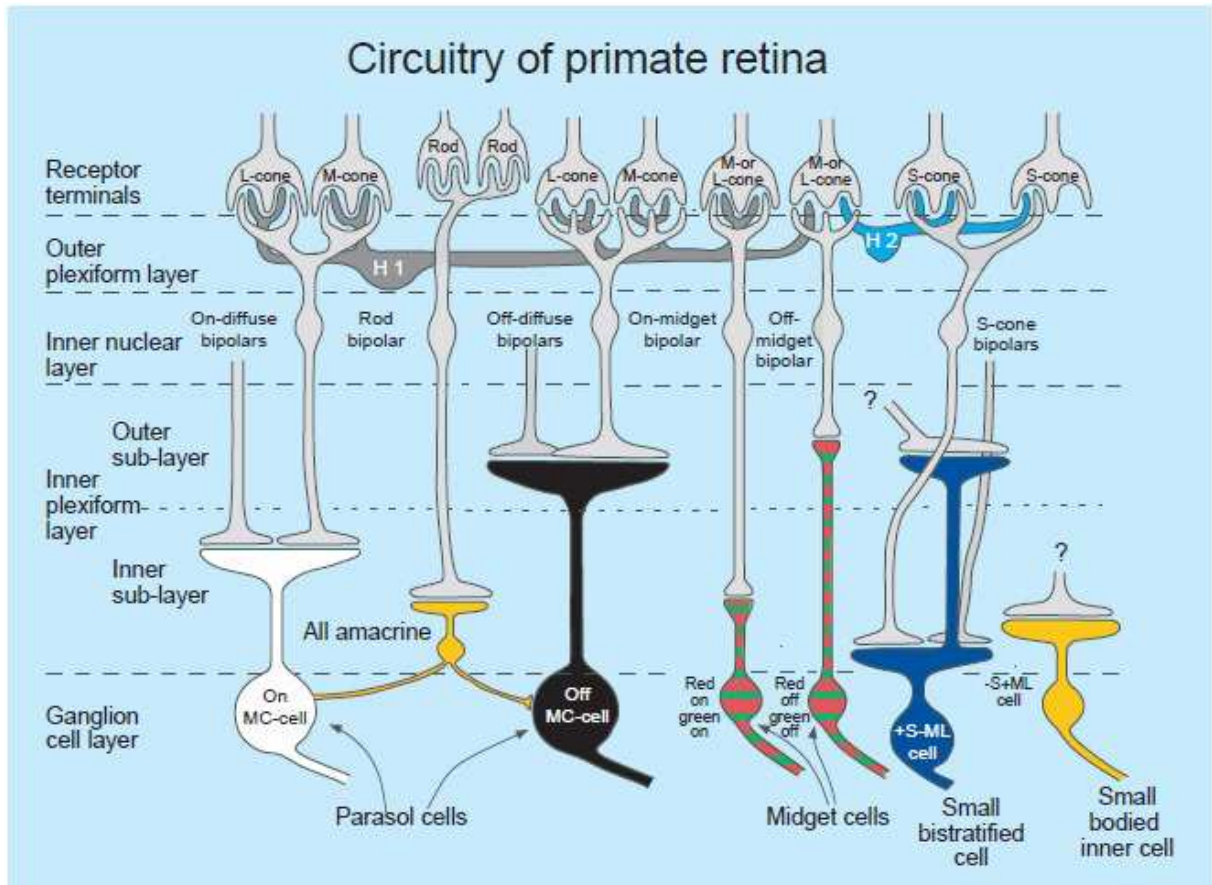 Circuitry of primate retina
Receptor
terminals
L-cone
M-cone
Rod
Rod
L-cone
M-cone
M-or
L-cone
M-or
L-cone
S-cone
S-cone
Outer
plexiform layer
H 1
H 2
Inner nuclear
layer
On-diffuse
bipolars
Rod
bipolar
Off-diffuse
bipolars
On-midget
bipolar
Off-
midget
bipolar
S-cone
bipolars
?
Outer
sub-layer
Inner
plexiform
layer
Inner
sub-layer
?
All amacrine
Ganglion
cell layer
On
MC-cell
Off
MC-cell
Red
on
green
on
Red
off
green
off
+S-ML
cell
-S+ML
cell
Parasol cells
Midget cells
Small
bistratified
cell
Small
bodied
inner cell